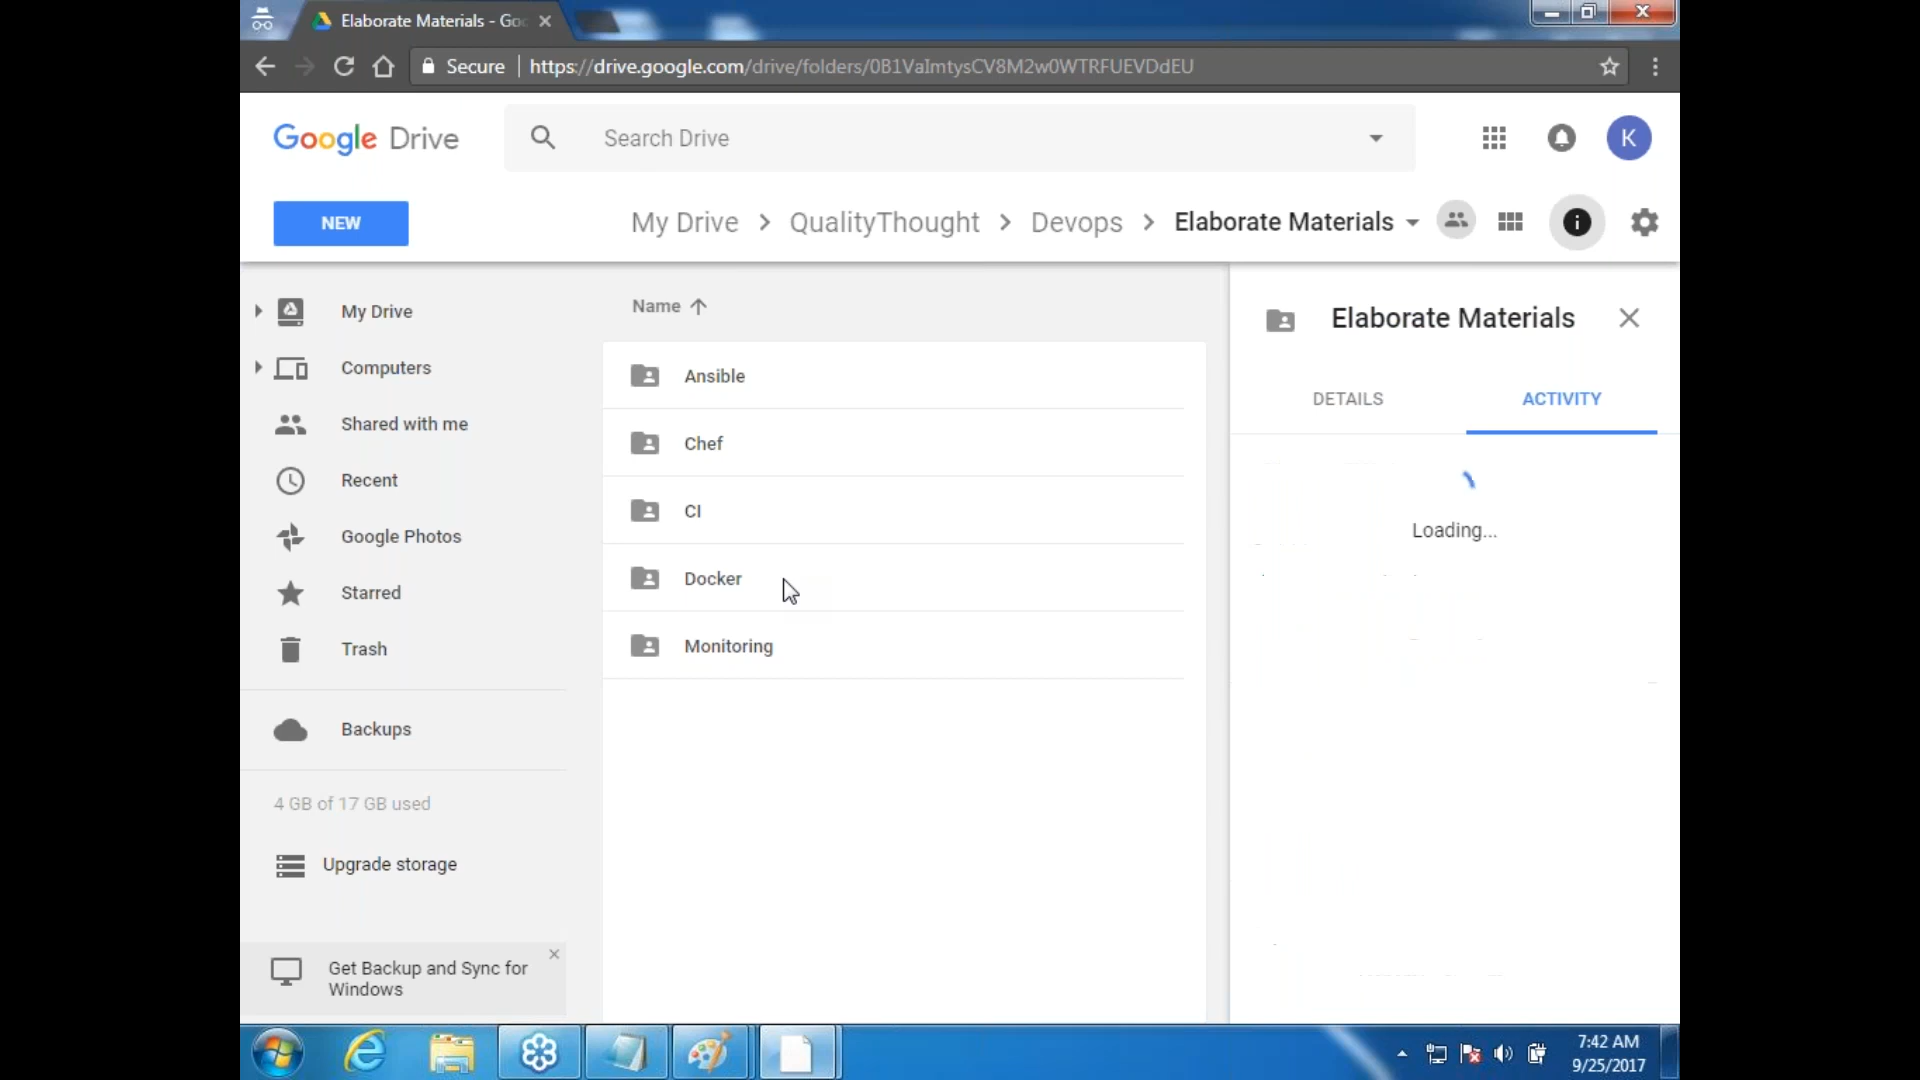 Elaborate Materials - Goo
Secure
https://drive.google.com/drive/folders/0B1VaImtysCV8M2w0WTRFUEVDdEU
Google Drive
Search Drive
K
NEW
My Drive > QualityThought > Devops > Elaborate Materials
My Drive
Computers
Shared with me
Recent
Google Photos
Starred
Trash
Backups
4 GB of 17 GB used
Upgrade storage
Get Backup and Sync for
Windows
Name
Ansible
Chef
CI
Docker
Monitoring
Elaborate Materials
DETAILS
ACTIVITY
Loading...
7:42 AM
9/25/2017